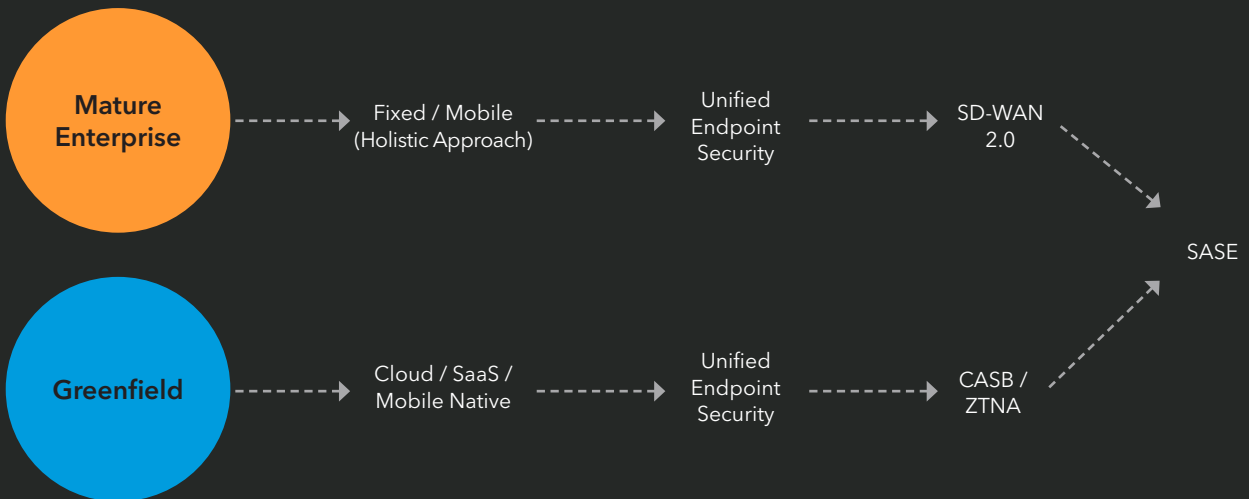 Mature
Enterprise
Fixed / Mobile
(Holistic Approach)
Unified
Endpoint
Security
SD-WAN
2.0
SASE
Greenfield
Cloud / SaaS /
Mobile Native
Unified
Endpoint
Security
CASB /
ZTNA